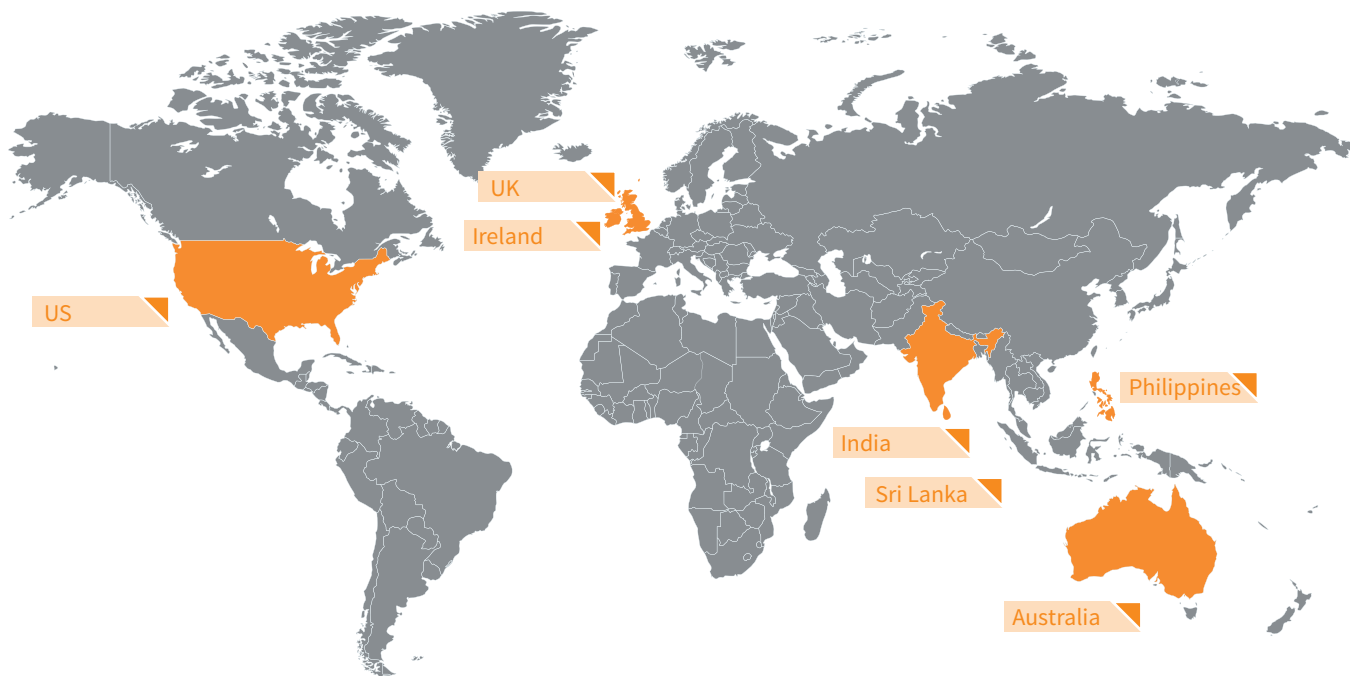 UK
Ireland
US
Philippines
India
Sri Lanka
Australia